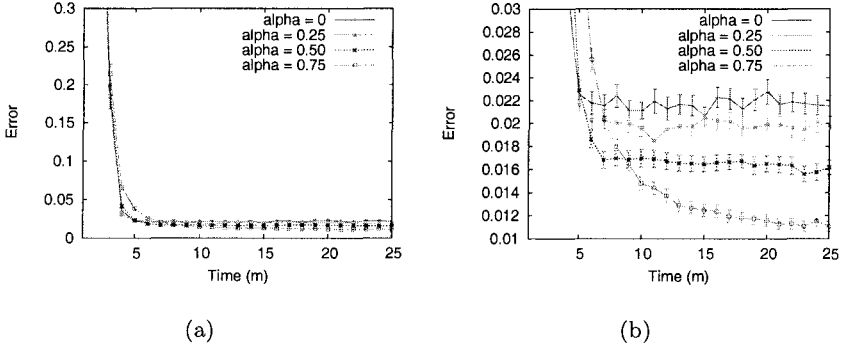 0.3
0.25
0.2
0.15
0.1
0.05
0
Error
alpha = 0
alpha = 0.25
alpha = 0.50
alpha = 0.75
5 10 15 20 25
Time (m)
(a)
0.03
0.028
0.026
0.024
0.022
0.02
0.018
0.016
0.014
0.012
0.01
Error
alpha = 0
alpha = 0.25
alpha = 0.50
alpha = 0.75
5 10 15 20 25
Time (m)
(b)